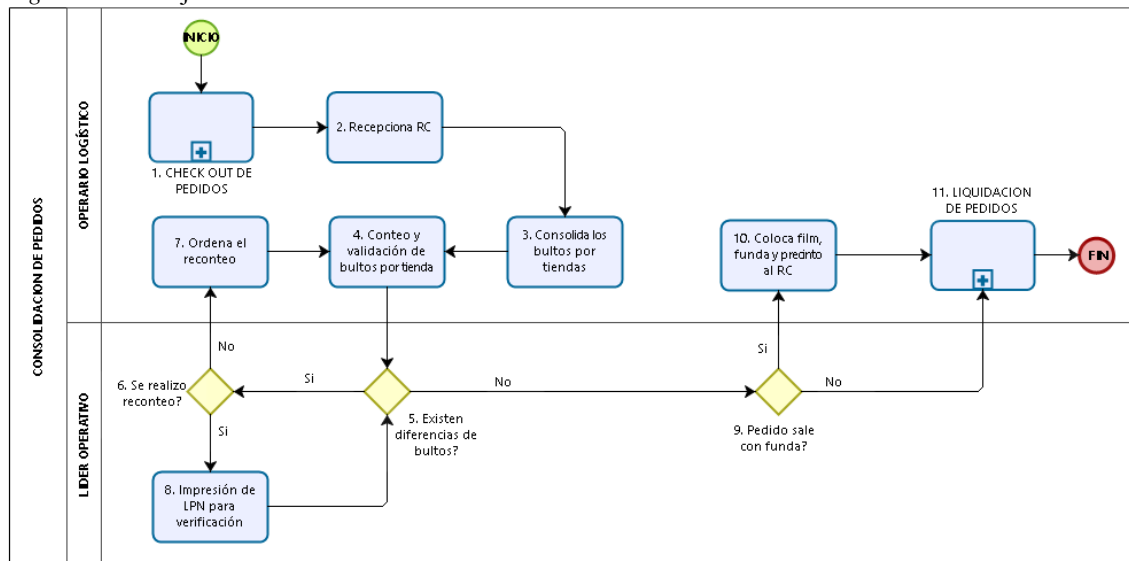 CONSOLIDACION DE PEDIDOS
OPERARIO LOGÍSTICO
INICIO
1. CHECK OUT DE
PEDIDOS
2. Recepciona RC
7. Ordena el
reconteo
4. Conteo y
validación de
bultos por tienda
3. Consolida los
bultos por
tiendas
10. Coloca film,
funda y precinto
al RC
11. LIQUIDACION
DE PEDIDOS
FIN
LIDER OPERATIVO
No
6. Se realizo
reconteo?
Si
Si
5. Existen
diferencias de
bultos?
No
Si
9. Pedido sale
con funda?
No
8. Impresión de
LPN para
verificación